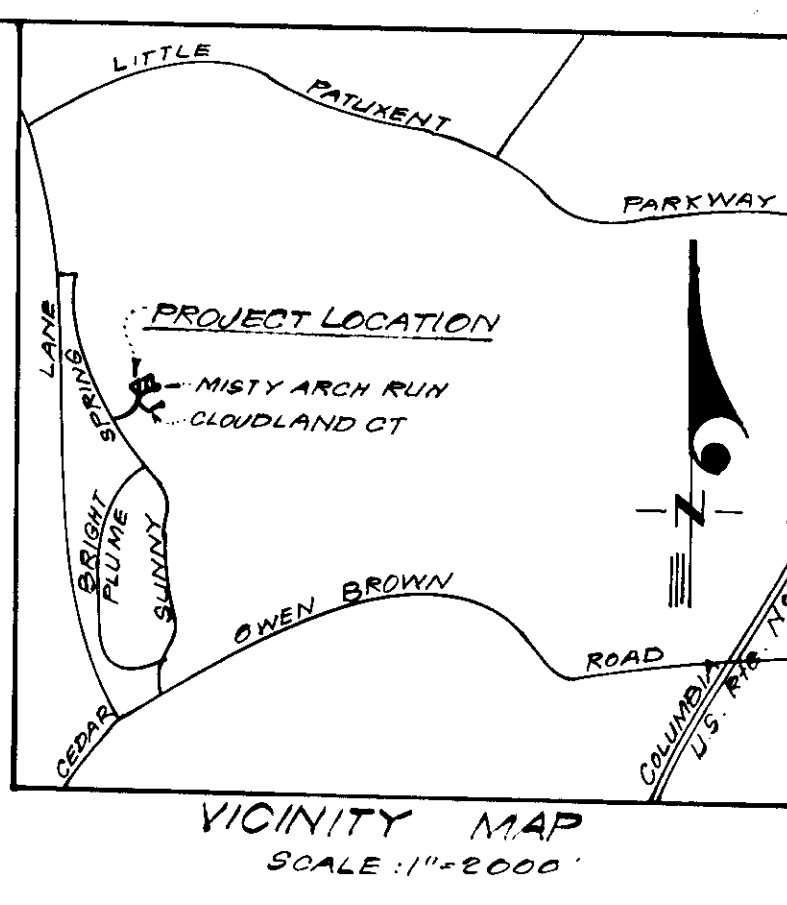 LITTLE PATUXENT PARKWAY
PROJECT LOCATION
MISTY ARCH RUN
CLOUDLAND CT
LANE
SPRING
BRIGHT
PLUME
SUNNY
N
OWEN BROWN ROAD
CEDAR
COLUMBIA
U.S. RTE. NO
VICINITY MAP
SCALE : 1"=2000'